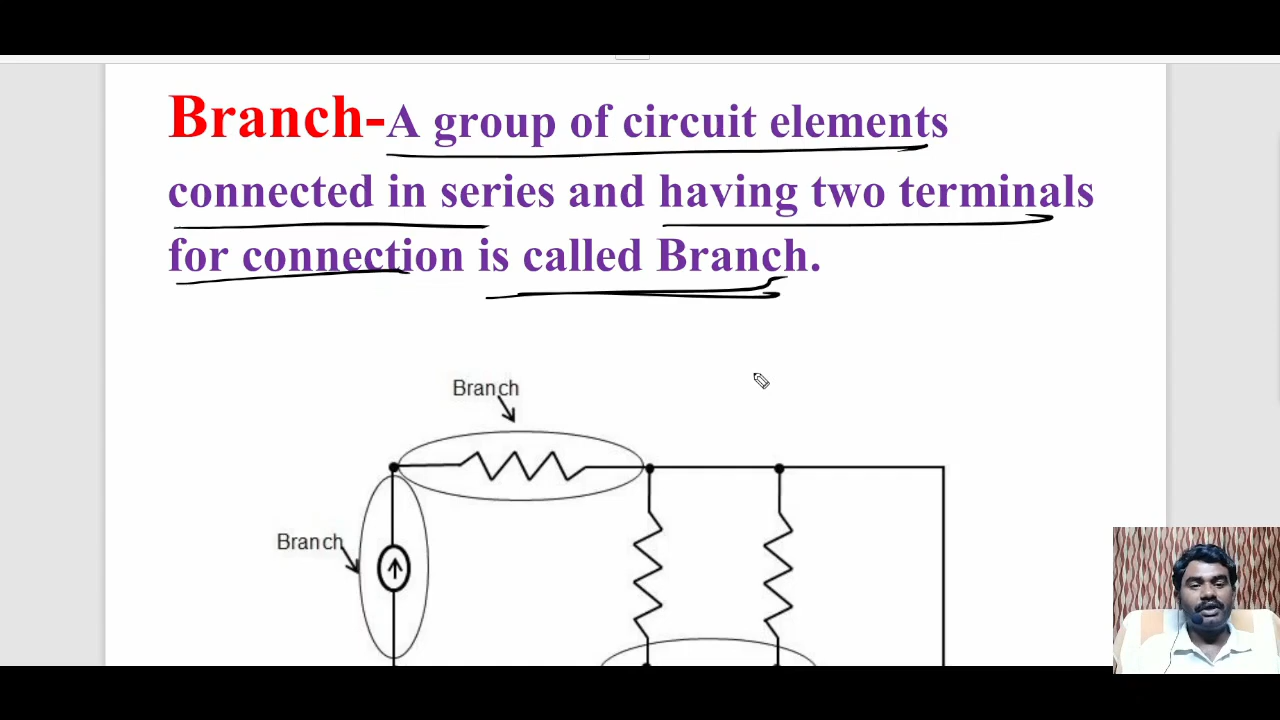 Branch-A group of circuit elements
connected in series and having two terminals
for connection is called Branch.
Branch
Branch